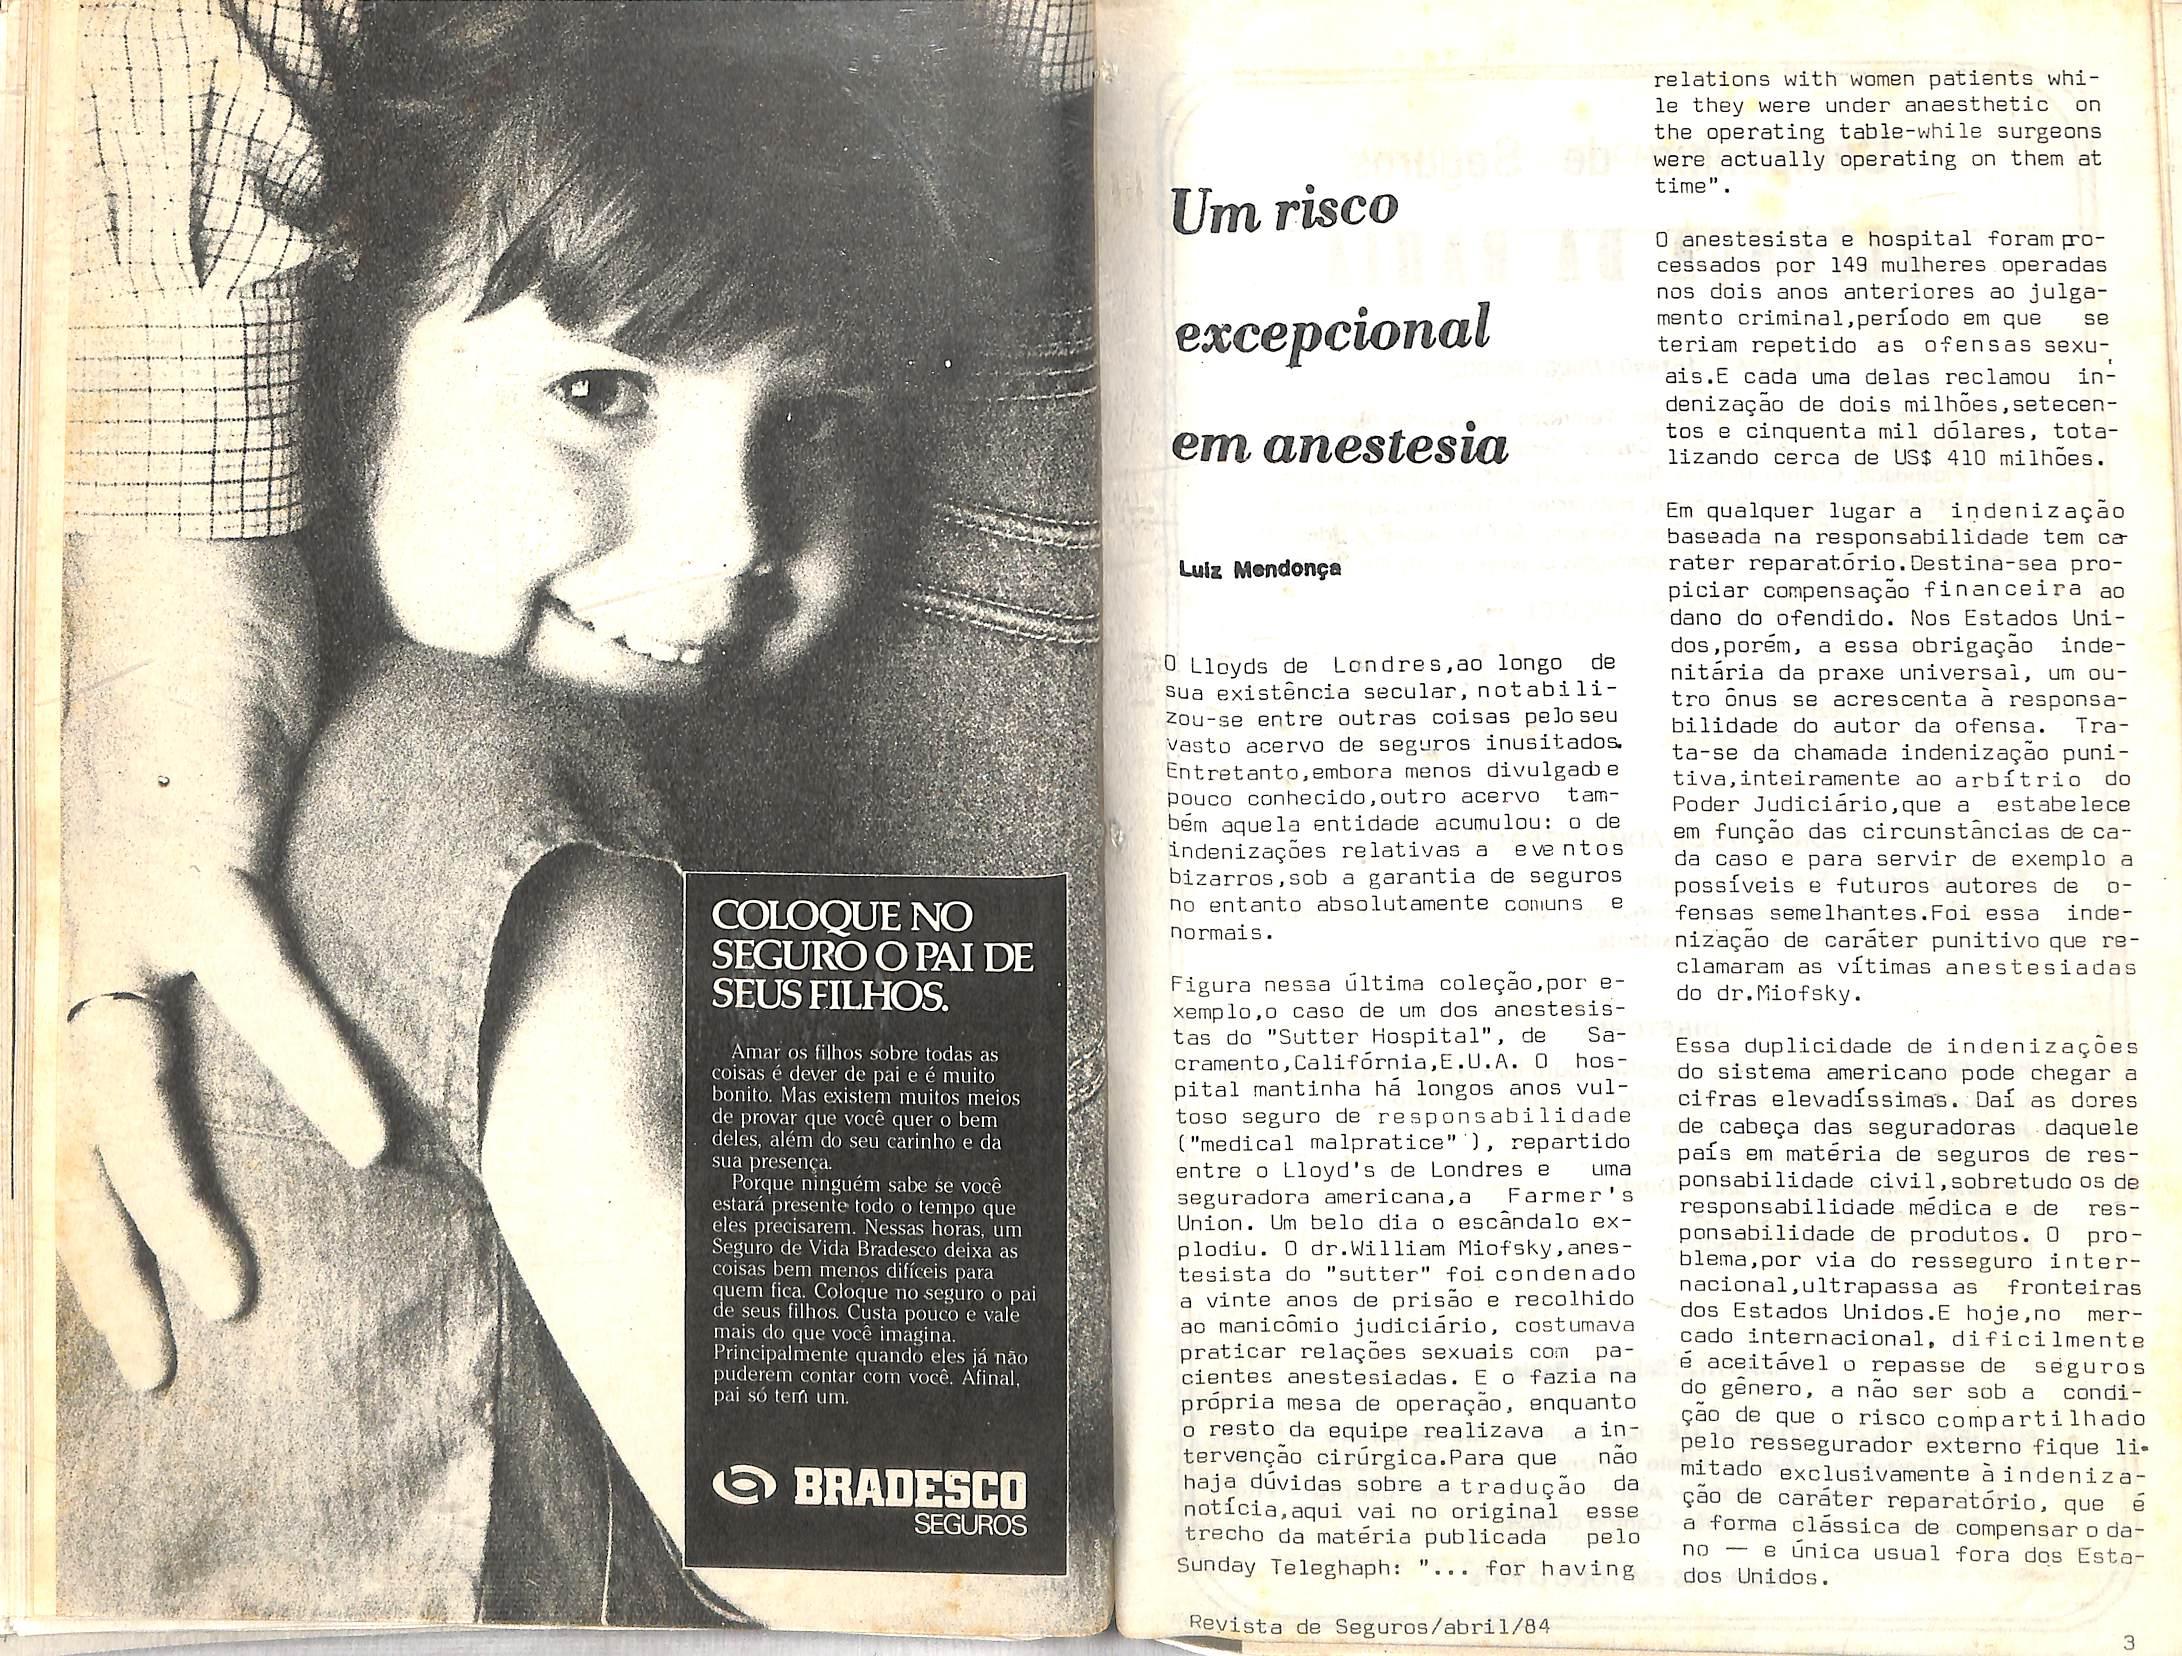 COLOQUE NO
SEGURO O PAI DE
SEUS FILHOS.
Amar os filhos sobre todas as
coisas é dever de pai e é muito
bonito. Mas existem muitos meios
de provar que você quer o bem
deles, além do seu carinho e da
sua presença.
Porque ninguém sabe se você
estará presente todo o tempo que
eles precisarem. Nessas horas, um
Seguro de Vida Bradesco deixa as
coisas bem menos difíceis para
quem fica. Coloque no seguro o pai
de seus filhos. Custa pouco e vale
mais do que você imagina.
Principalmente quando eles já não
puderem contar com você. Afinal,
pai só tem um.
BRADESCO
SEGUROS
Um risco
excepcional
em anestesia
Luiz Mendonça
O Lloyds de Londres,ao longo de
sua existência secular, notabili-
zou-se entre outras coisas pelo seu
vasto acervo de seguros inusitados.
Entretanto,embora menos divulgado e
pouco conhecido,outro acervo tam-
bém aquela entidade acumulou: o de
indenizações relativas a eventos
bizarros,sob a garantia de seguros
no entanto absolutamente comuns e
normais.
Figura nessa última coleção,por e-
xemplo,o caso de um dos anestesis-
tas do "Sutter Hospital", de Sa-
cramento,Califórnia,E.U.A. O hos-
pital mantinha há longos anos vul-
toso seguro de responsabilidade
("medical malpratice"), repartido
entre o Lloyd's de Londres e uma
seguradora americana,a Farmer's
Union. Um belo dia o escândalo ex-
plodiu. O dr.William Miofsky,anes-
tesista do "sutter" foi condenado
a vinte anos de prisão e recolhido
ao manicômio judiciário, costumava
praticar relações sexuais com pa-
cientes anestesiadas. E o fazia na
própria mesa de operação, enquanto
o resto da equipe realizava a in-
tervenção cirúrgica.Para que não
haja dúvidas sobre a tradução da
notícia,aqui vai no original esse
trecho da matéria publicada pelo
Sunday Teleghaph: "... for having
relations with women patients whi-
le they were under anaesthetic on
the operating table-while surgeons
were actually operating on them at
time".
O anestesista e hospital foram pro-
cessados por 149 mulheres operadas
nos dois anos anteriores ao julga-
mento criminal,período em que se
teriam repetido as ofensas sexu-
ais.E cada uma delas reclamou in-
denização de dois milhões,setecen-
tos e cinquenta mil dólares, tota-
lizando cerca de US$ 410 milhões.
Em qualquer lugar a indenização
baseada na responsabilidade tem ca-
rater reparatório.Destina-sea pro-
piciar compensação financeira ao
dano do ofendido. Nos Estados Uni-
dos,porém, a essa obrigação inde-
nitária da praxe universal, um ou-
tro ônus se acrescenta à responsa-
bilidade do autor da ofensa. Tra-
ta-se da chamada indenização puni-
tiva,inteiramente ao arbítrio do
Poder Judiciário,que a estabelece
em função das circunstâncias de ca-
da caso e para servir de exemplo a
possíveis e futuros autores de o-
fensas semelhantes.Foi essa inde-
nização de caráter punitivo que re-
clamaram as vítimas anestesiadas
do dr.Miofsky.
Essa duplicidade de indenizações
do sistema americano pode chegar a
cifras elevadíssimas. Daí as dores
de cabeça das seguradoras daquele
país em matéria de seguros de res-
ponsabilidade civil,sobretudo os de
responsabilidade médica e de res-
ponsabilidade de produtos. O pro-
blema,por via do resseguro inter-
nacional,ultrapassa as fronteiras
dos Estados Unidos.E hoje,no mer-
cado internacional, dificilmente
é aceitável o repasse de seguros
do gênero, a não ser sob a condi-
ção de que o risco compartilhado
pelo ressegurador externo fique li-
mitado exclusivamente à indeniza-
ção de caráter reparatório, que é
a forma clássica de compensar o da-
no — e única usual fora dos Esta-
dos Unidos.
Revista de Seguros/abril/84
3